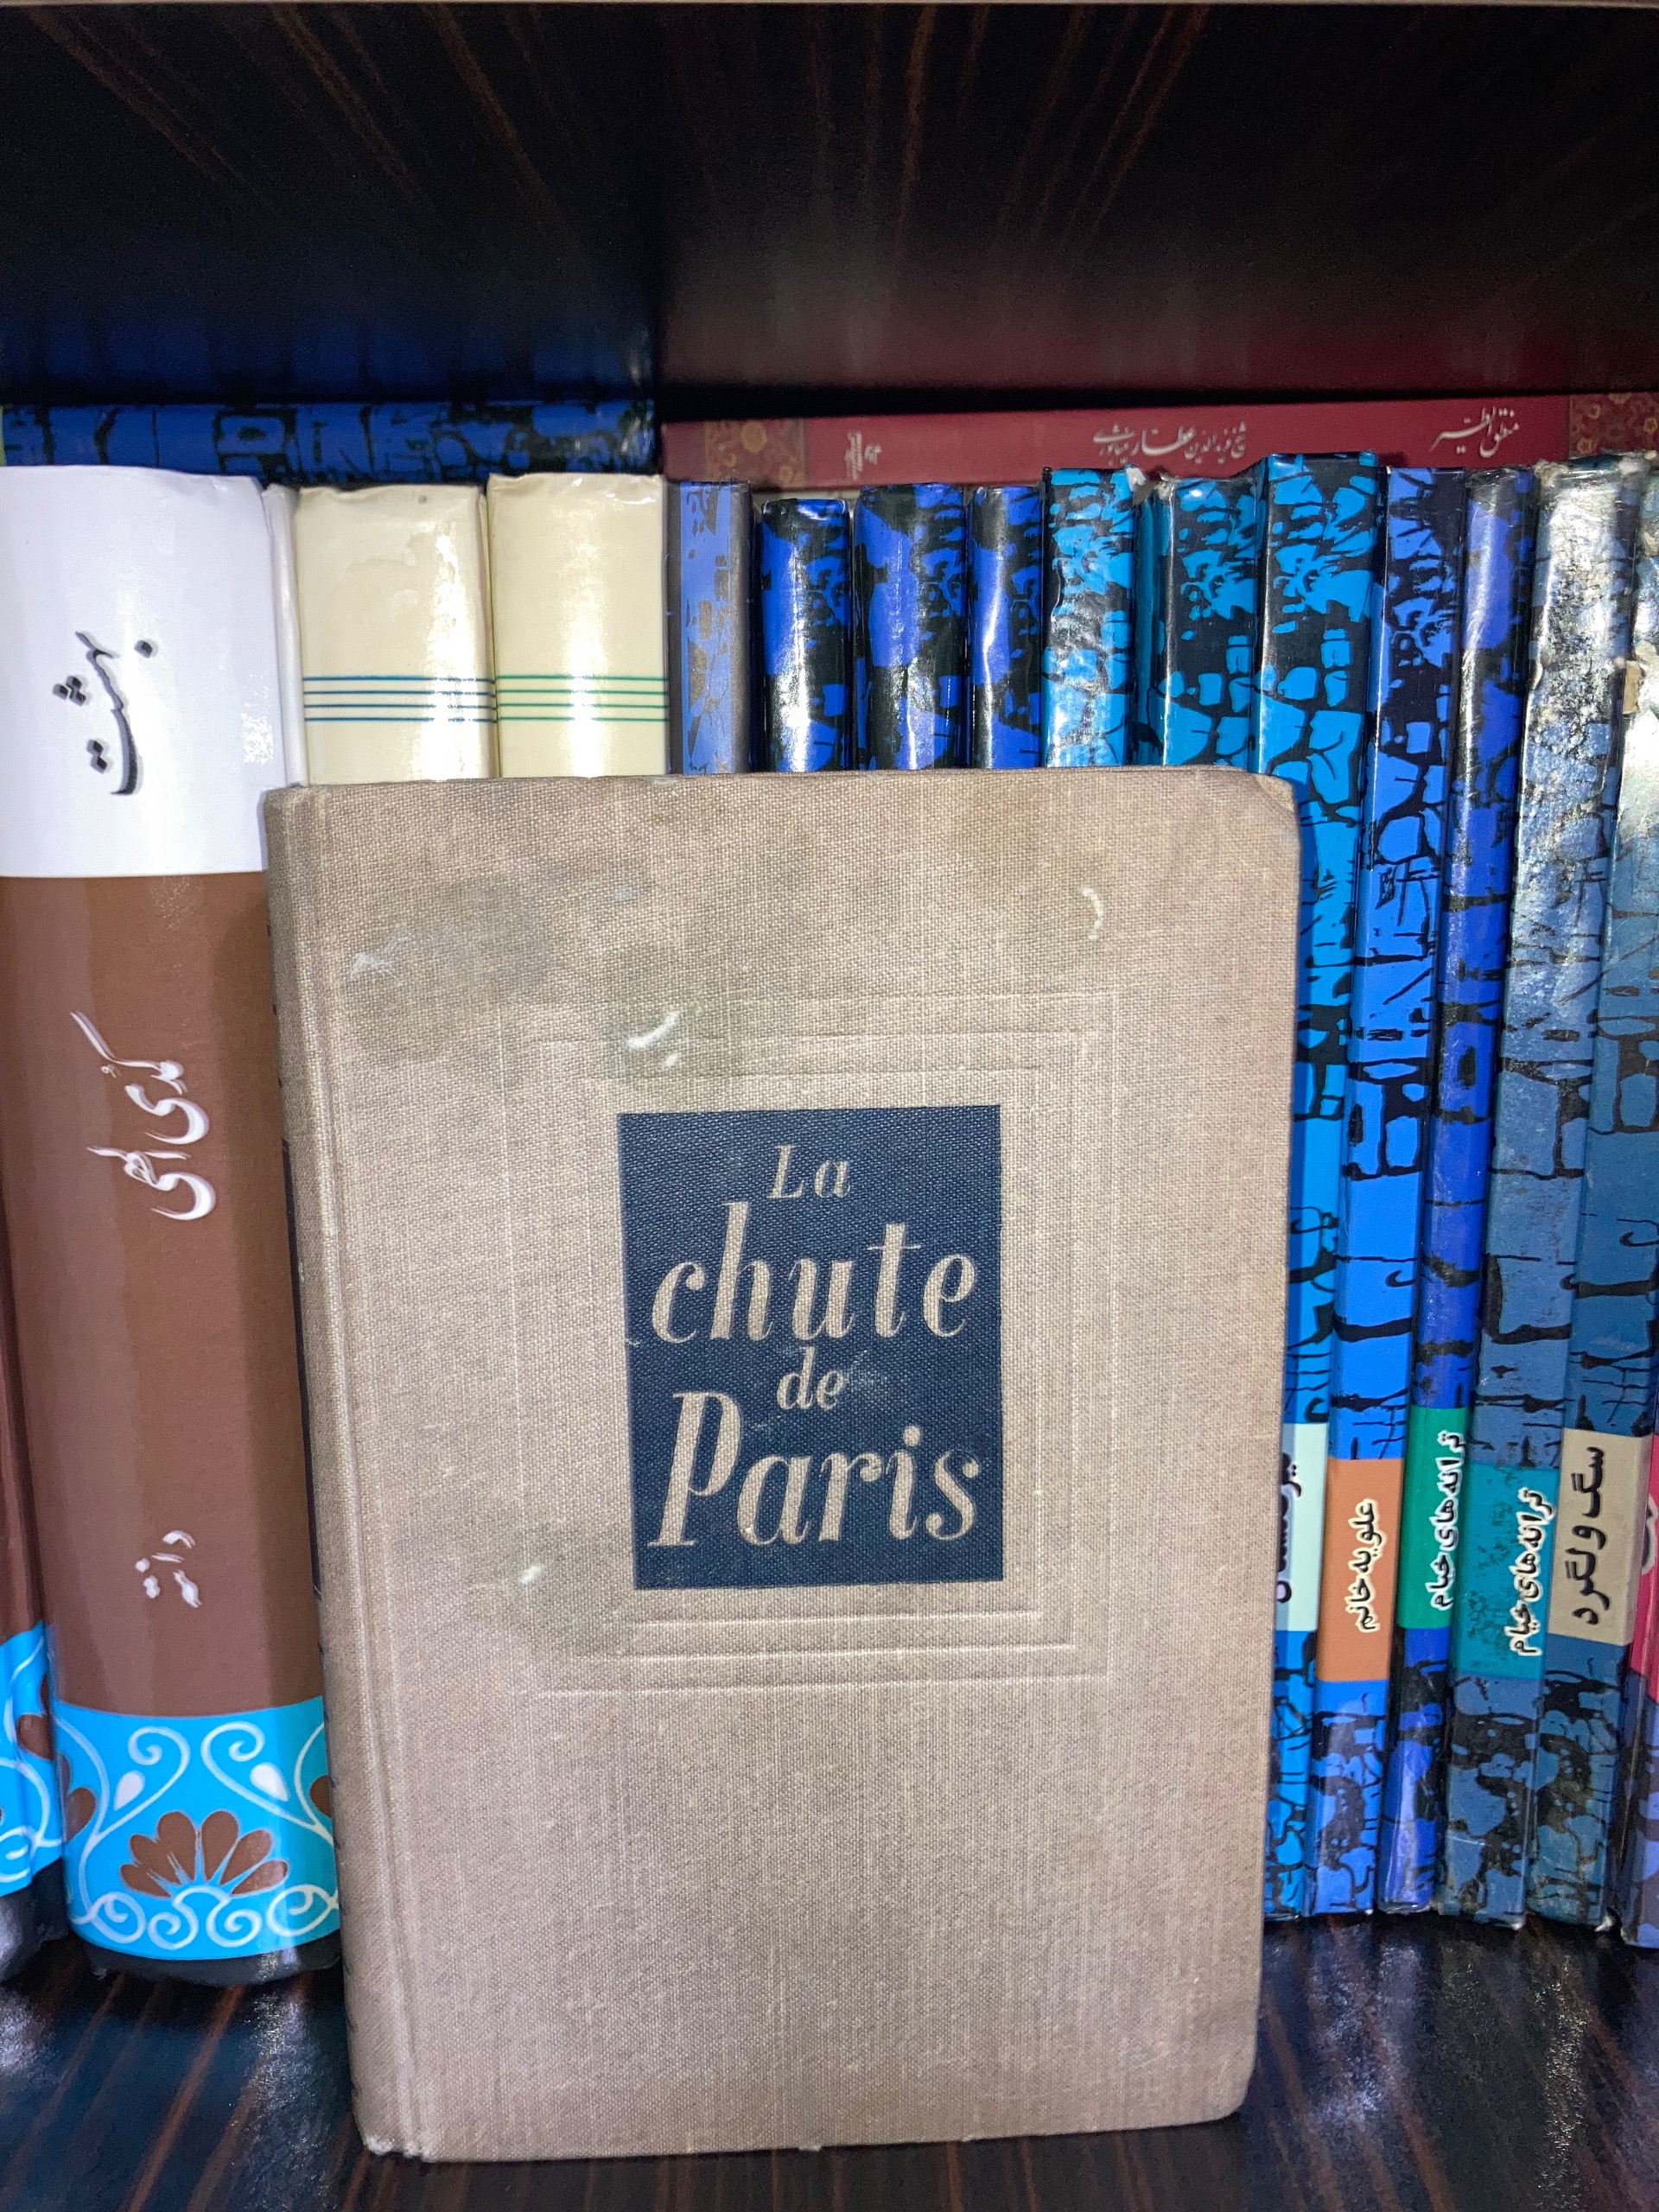 منطق الطیر
شیخ فریدالدین عطار نیشابوری
بهشت
کمدی الهی
دانته
La
chute
de
Paris
علویه خانم
ترانه های خیام
ترانه های خیام
سگ ولگرد